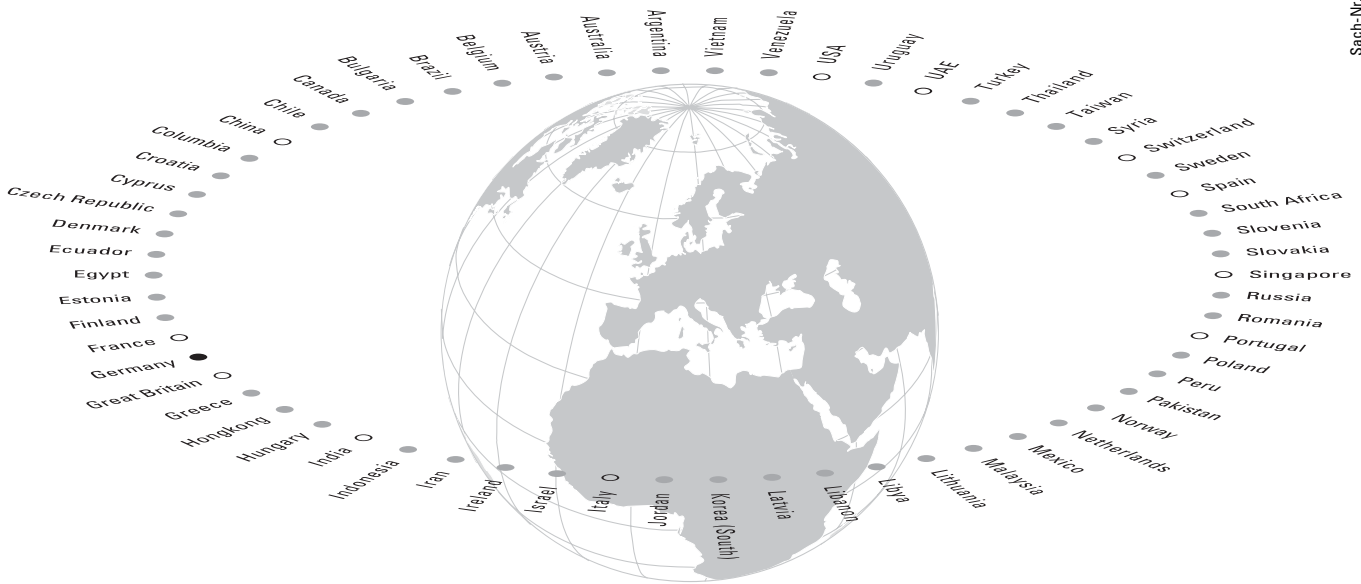 Argentina
Australia
Austria
Belgium
Brazil
Bulgaria
Canada
Chile
China
Columbia
Croatia
Cyprus
Czech Republic
Denmark
Ecuador
Egypt
Estonia
Finland
France
Germany
Great Britain
Greece
Hongkong
Hungary
India
Indonesia
Iran
Ireland
Israel
Italy
Jordan
Korea (South)
Latvia
Libanon
Libya
Lithuania
Malaysia
Mexico
Netherlands
Norway
Pakistan
Peru
Poland
Portugal
Romania
Russia
Singapore
Slovakia
Slovenia
South Africa
Spain
Sweden
Switzerland
Syria
Taiwan
Thailand
Turkey
UAE
Uruguay
USA
Venezuela
Vietnam
Sach-Nr.